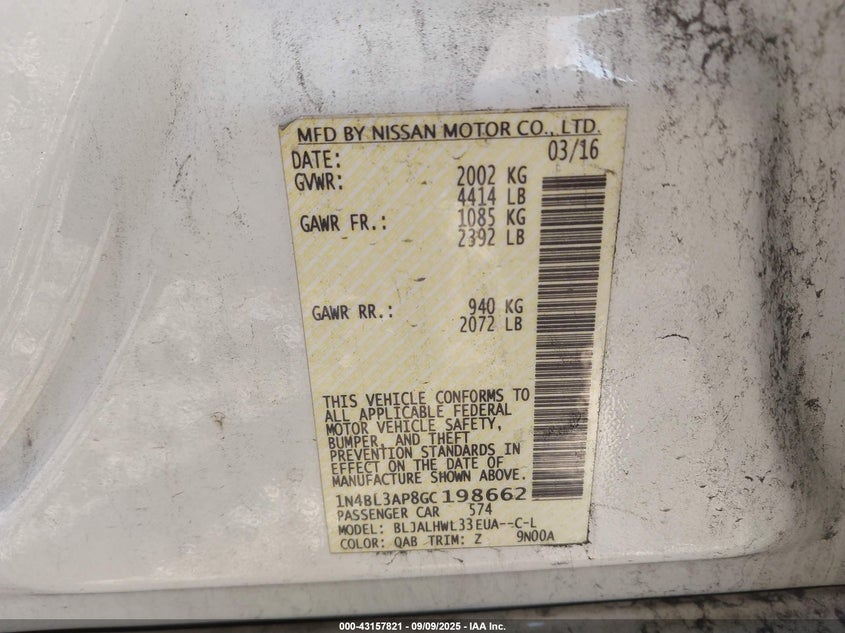 MFD BY NISSAN MOTOR CO., LTD.
DATE: 03/16
GVWR: 2002 KG
4414 LB
GAWR FR.: 1085 KG
2392 LB
GAWR RR.: 940 KG
2072 LB
THIS VEHICLE CONFORMS TO
ALL APPLICABLE FEDERAL
MOTOR VEHICLE SAFETY,
BUMPER, AND THEFT
PREVENTION STANDARDS IN
EFFECT ON THE DATE OF
MANUFACTURE SHOWN ABOVE.
1N4BL3AP8GC198662
PASSENGER CAR 574
MODEL: BLJALHWL33EUA--C-L
COLOR: QAB TRIM: Z 9N00A
000-43157821 - 09/09/2025 - IAA Inc.